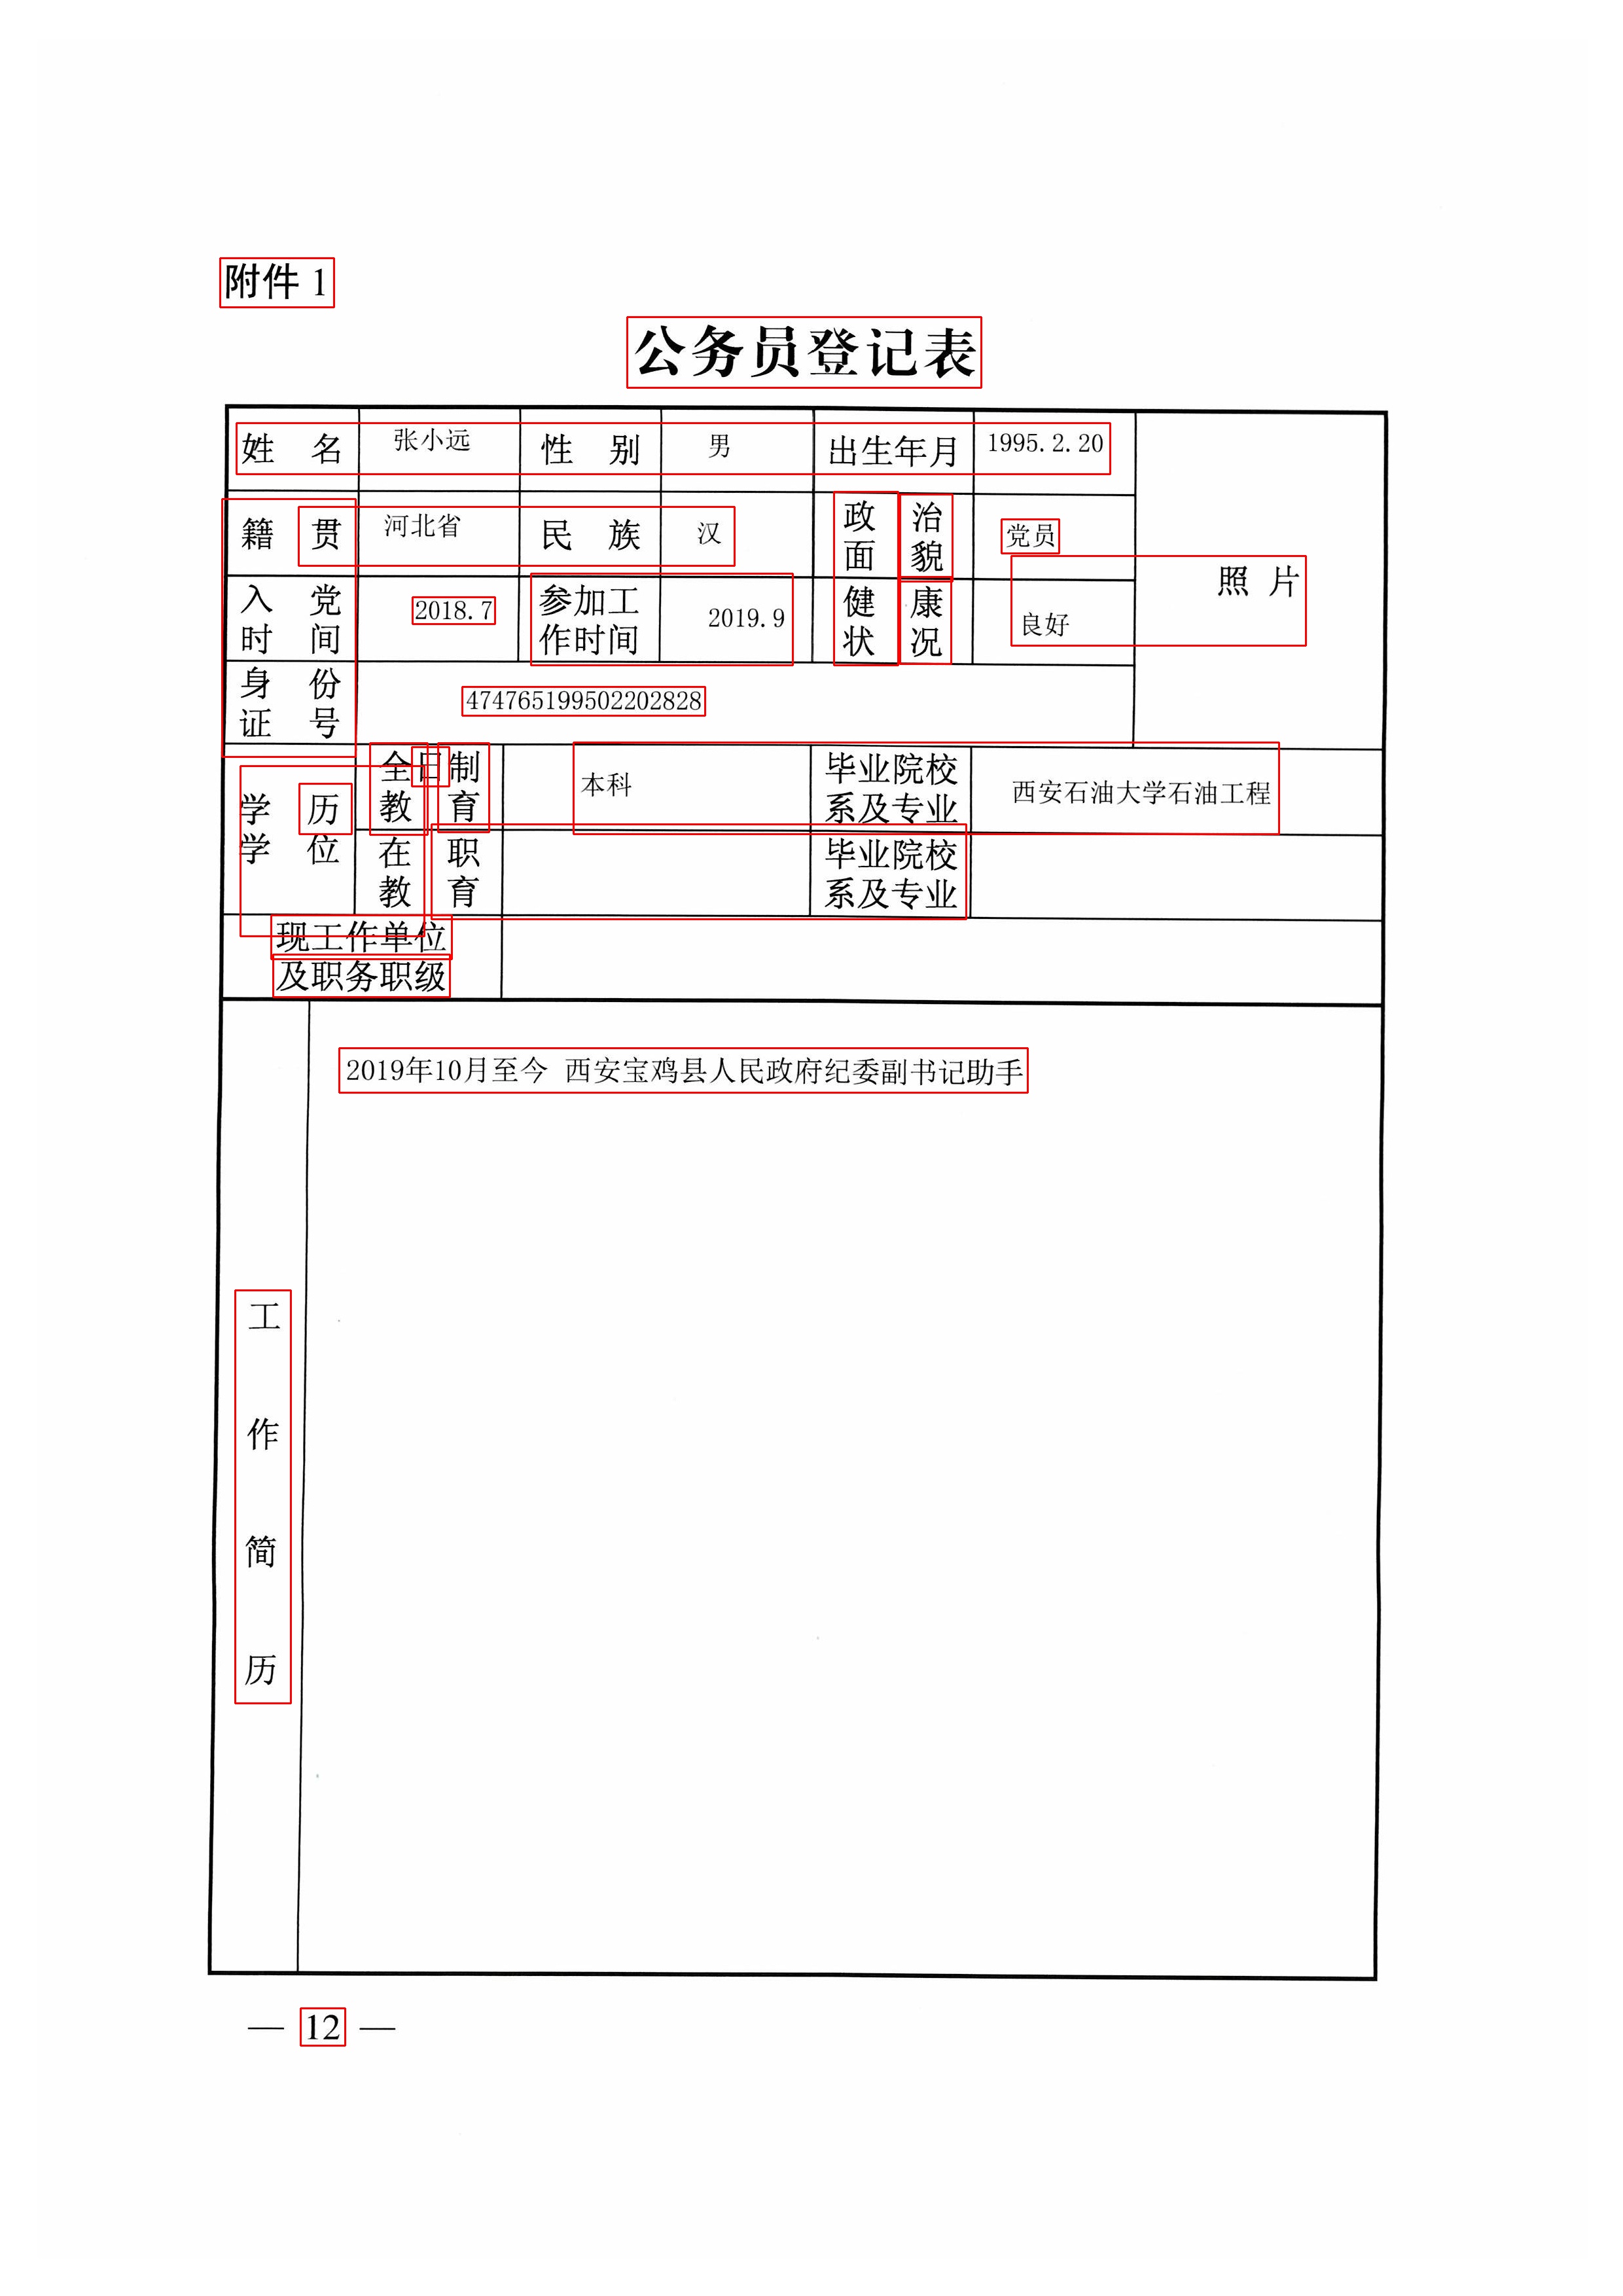 附件 1
公务员登记表
姓 名 张小远 性 别 男 出生年月 1995.2.20
籍 贯 河北省 民 族 汉 政 治 党员
面 貌
照 片
入 党 2018.7 参加工 2019.9 健 康 良好
时 间 作时间 状 况
身 份 474765199502202828
证 号
学 历 全日制 本科 毕业院校 西安石油大学石油工程
教 育 系及专业
学 位 在 职 毕业院校
教 育 系及专业
现工作单位
及职务职级
2019年10月至今 西安宝鸡县人民政府纪委副书记助手
工
作
简
历
— 12 —